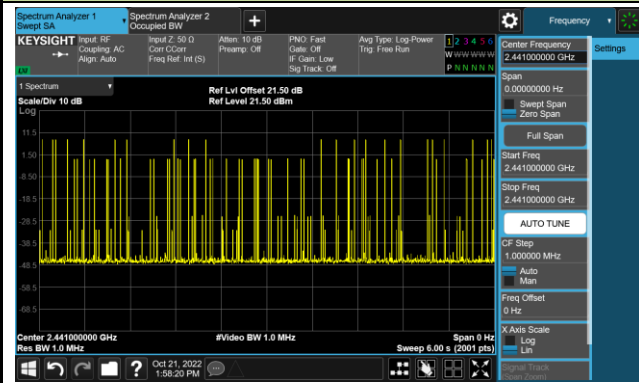 Spectrum Analyzer 1
Swept SA
Spectrum Analyzer 2
Occupied BW
Frequency
KEYSIGHT
Input: RF
Coupling: AC
Align: Auto
Input Z: 50 Ω
Corr CCorr
Freq Ref: Int (S)
Atten: 10 dB
Preamp: Off
PNO: Fast
Gate: Off
IF Gain: Low
Sig Track: Off
Avg Type: Log-Power
Trig: Free Run
1 2 3 4 5 6
W W W W W W
P N N N N N
Center Frequency
2.441000000 GHz
Settings
Span
0.00000000 Hz
Swept Span
Zero Span
Full Span
Start Freq
2.441000000 GHz
Stop Freq
2.441000000 GHz
AUTO TUNE
CF Step
1.000000 MHz
Auto
Man
Freq Offset
0 Hz
X Axis Scale
Log
Lin
Signal Track
(Span Zoom)
1 Spectrum
Scale/Div 10 dB
Ref Lvl Offset 21.50 dB
Ref Level 21.50 dBm
Log
11.5
1.50
-18.5
-28.5
-38.5
-48.5
-58.5
-68.5
Center 2.441000000 GHz
Res BW 1.0 MHz
#Video BW 1.0 MHz
Span 0 Hz
Sweep 6.00 s (2001 pts)
Oct 21, 2022
1:58:20 PM